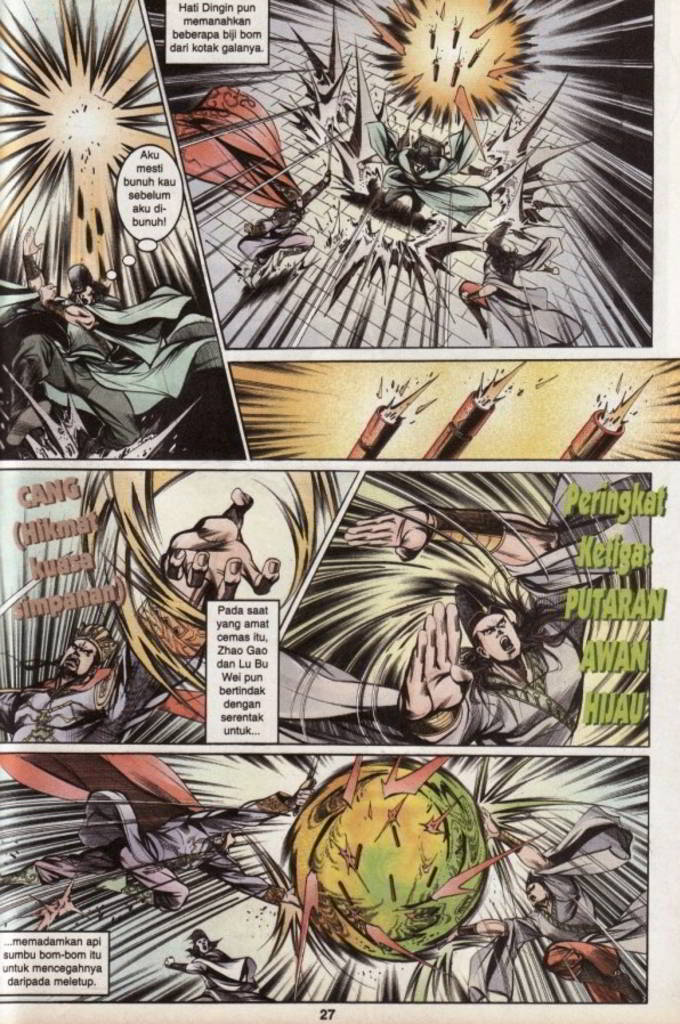 Hati Dingin pun
memanahkan
beberapa biji bom
dari kotak galanya.
Aku
mesti
bunuh kau
sebelum
aku di-
bunuh!
CANG
(Hikmat
kuasa
simpanan)
Pada saat
yang amat
cemas itu,
Zhao Gao
dan Lu Bu
Wei pun
bertindak
dengan
serentak
untuk...
Peringkat
Ketiga:
PUTARAN
AWAN
HIJAU
...memadamkan api
sumbu bom-bom itu
untuk mencegahnya
daripada meletup.
27